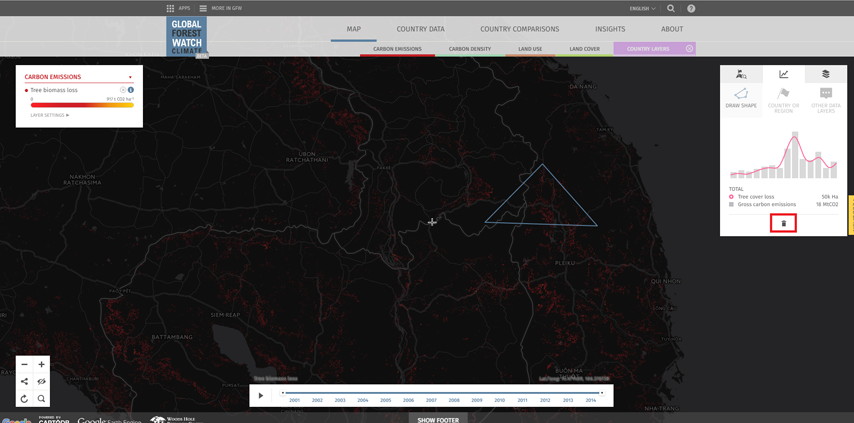 APPS MORE IN GFW ENGLISH
GLOBAL
FOREST
WATCH
CLIMATE
MAP COUNTRY DATA COUNTRY COMPARISONS INSIGHTS ABOUT
CARBON EMISSIONS CARBON DENSITY LAND USE LAND COVER COUNTRY LAYERS
CARBON EMISSIONS
Tree biomass loss
0
LAYER SETTINGS
DRAW SHAPE
COUNTRY OR
REGION
OTHER DATA
LAYERS
TOTAL
Tree cover loss 50k Ha
Gross carbon emissions 18 MtCO2
DA NANG
UBON
RATCHATHANI
NAKHON
RATCHASIMA
PLEIKU
QUI NHON
SIEM REAP
BATTAMBANG
BUON MA
NHA TRANG
Tree biomass loss
2001 2002 2003 2004 2005 2006 2007 2008 2009 2010 2011 2012 2013 2014
POWERED BY
CARTODB
Google Earth Engine
WOODS HOLE
SHOW FOOTER